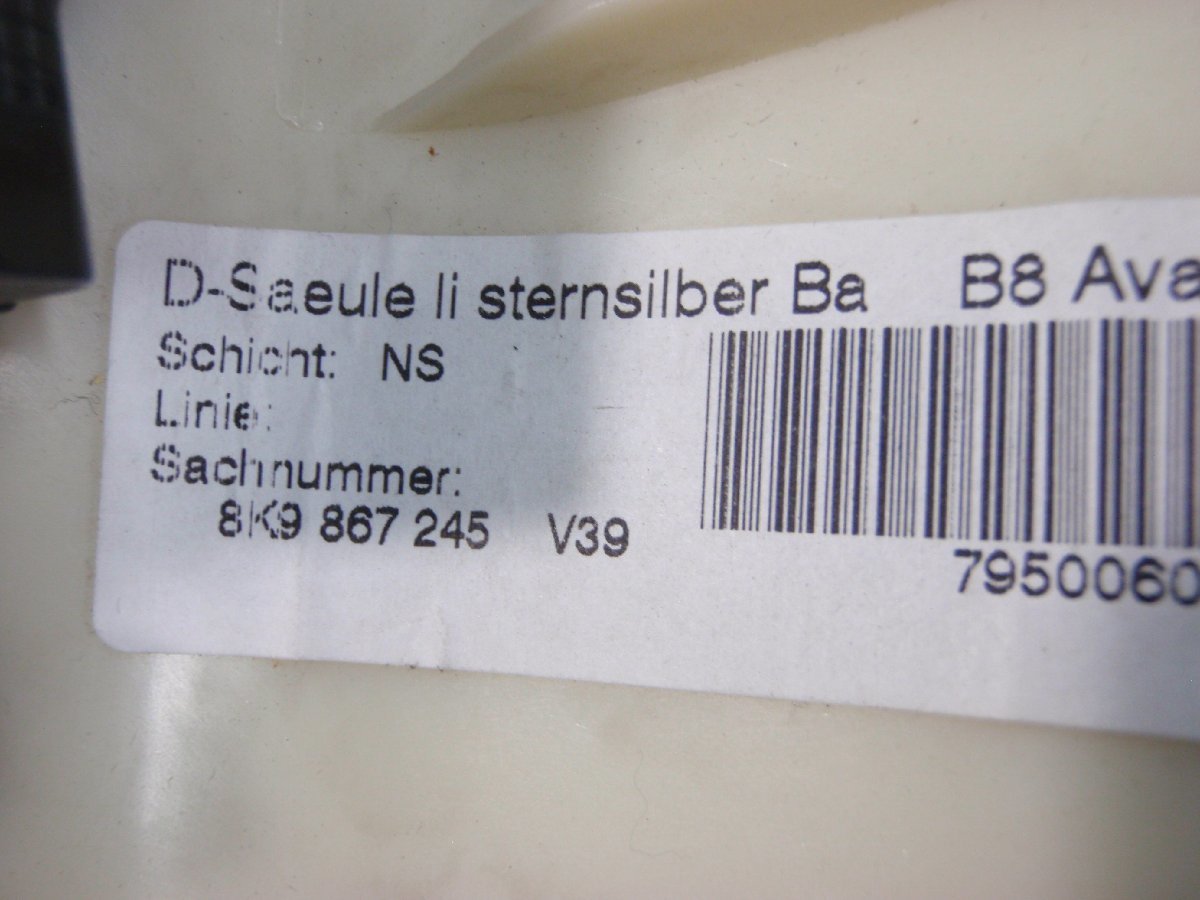 D-Saeule li sternsilber Ba B8 Ava
Schicht: NS
Linie:
Sachnummer:
8K9 867 245 V39
7950060